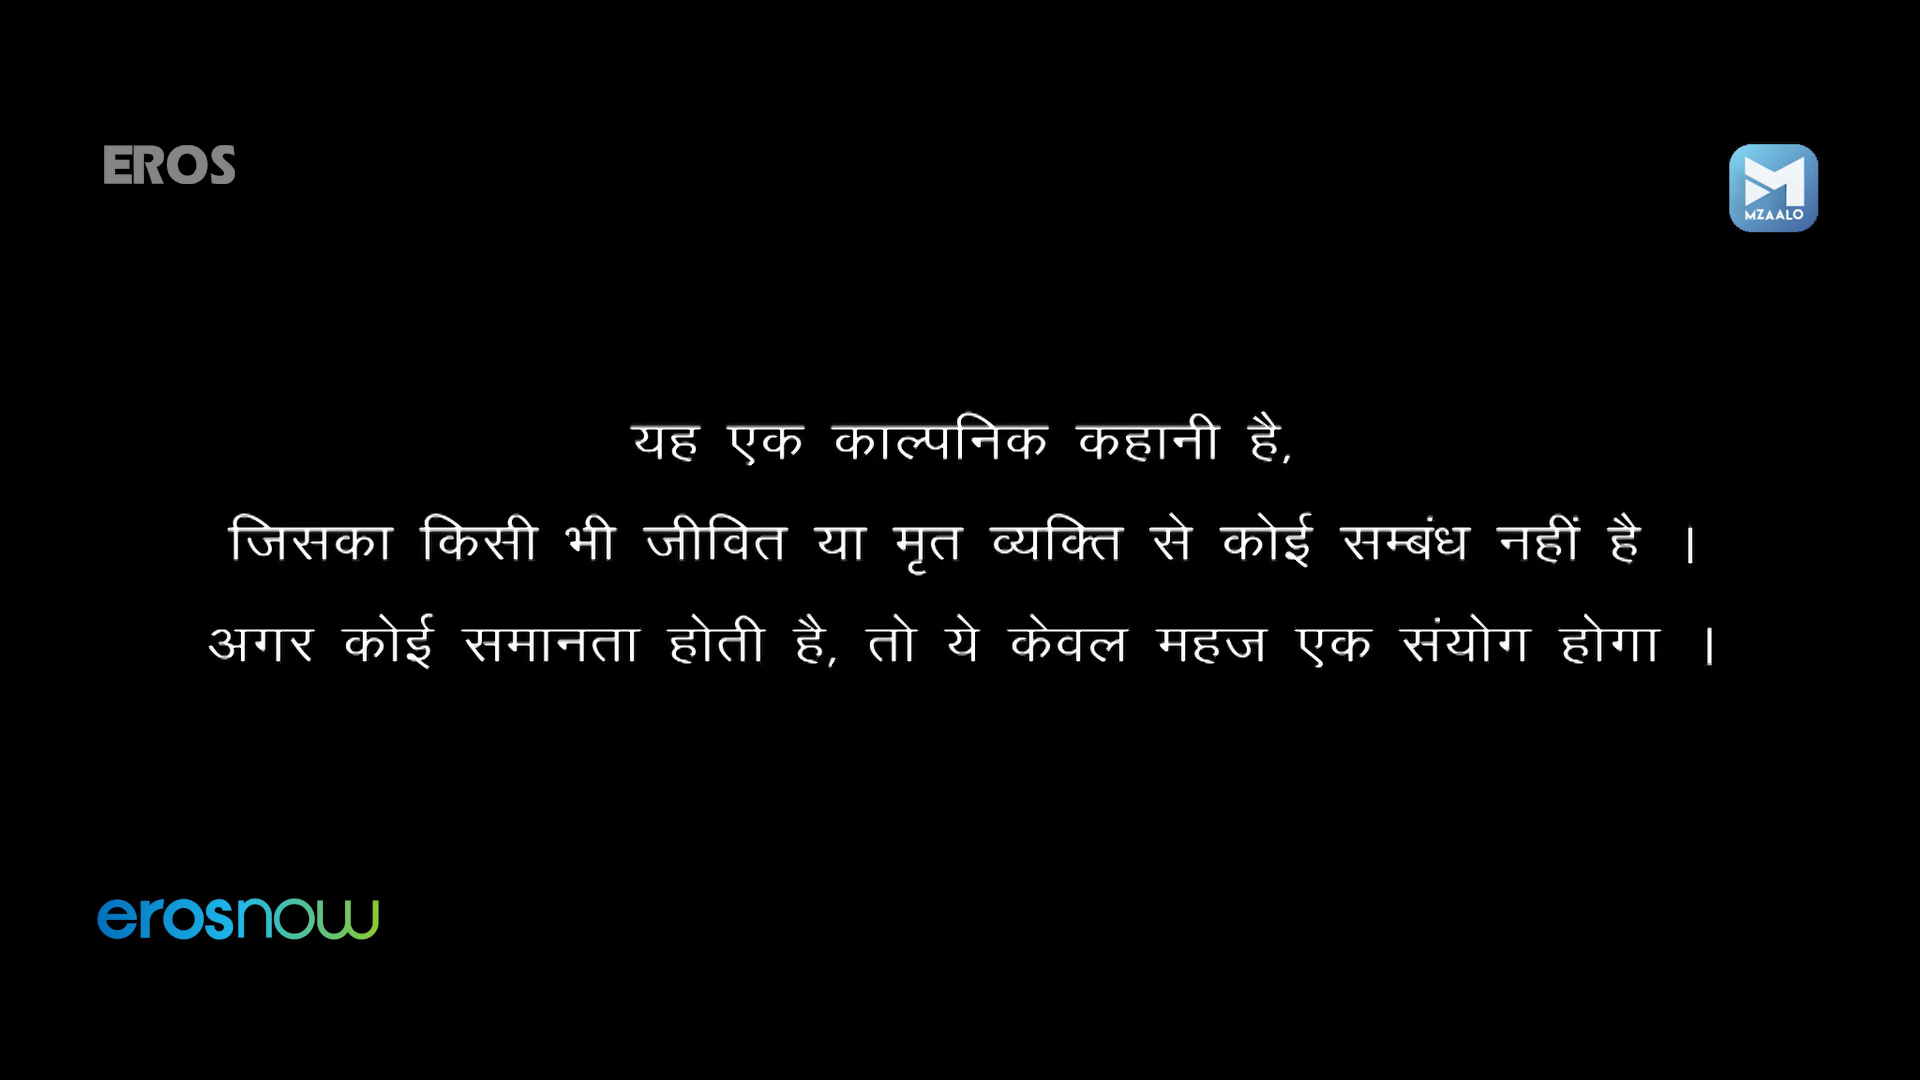 EROS
MZAALO
यह एक काल्पनिक कहानी है,
जिसका किसी भी जीवित या मृत व्यक्ति से कोई सम्बंध नहीं है ।
अगर कोई समानता होती है, तो ये केवल महज एक संयोग होगा ।
erosnow